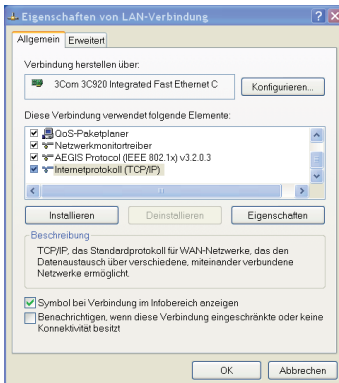 Eigenschaften von LAN-Verbindung
Allgemein Erweitert
Verbindung herstellen über:
3Com 3C920 Integrated Fast Ethernet C
Konfigurieren...
Diese Verbindung verwendet folgende Elemente:
QoS-Paketplaner
Netzwerkmonitortreiber
AEGIS Protocol (IEEE 802.1x) v3.2.0.3
Internetprotokoll (TCP/IP)
Installieren Deinstallieren Eigenschaften
Beschreibung
TCP/IP, das Standardprotokoll für WAN-Netzwerke, das den
Datenaustausch über verschiedene, miteinander verbundene
Netzwerke ermöglicht.
Symbol bei Verbindung im Infobereich anzeigen
Benachrichtigen, wenn diese Verbindung eingeschränkte oder keine
Konnektivität besitzt
OK Abbrechen